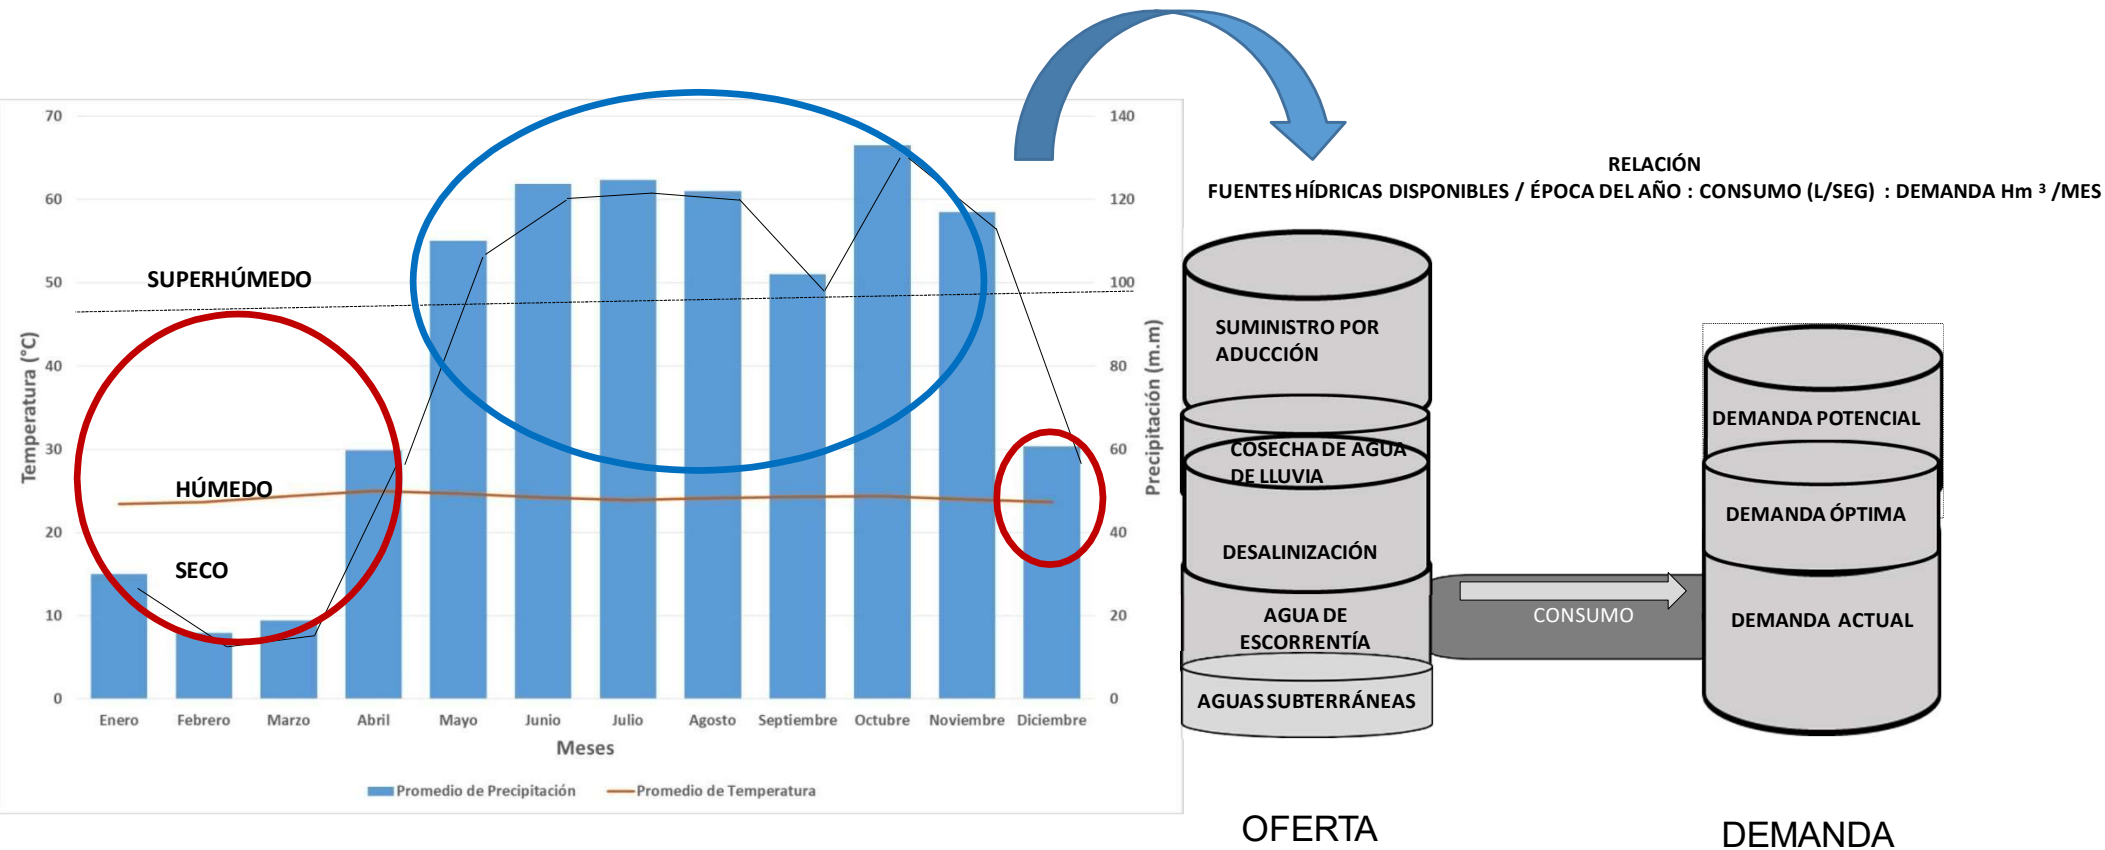 RELACIÓN
FUENTES HÍDRICAS DISPONIBLES / ÉPOCA DEL AÑO : CONSUMO (L/SEG) : DEMANDA Hm ³ /MES
70
60
50
40
30
20
10
0
Temperatura (°C)
140
120
100
80
60
40
20
0
Precipitación (m.m)
SUPERHÚMEDO
HÚMEDO
SECO
Enero Febrero Marzo Abril Mayo Junio Julio Agosto Septiembre Octubre Noviembre Diciembre
Meses
Promedio de Precipitación Promedio de Temperatura
SUMINISTRO POR
ADUCCIÓN
COSECHA DE AGUA
DE LLUVIA
DESALINIZACIÓN
AGUA DE
ESCORRENTÍA
AGUAS SUBTERRÁNEAS
CONSUMO
DEMANDA POTENCIAL
DEMANDA ÓPTIMA
DEMANDA ACTUAL
OFERTA
DEMANDA